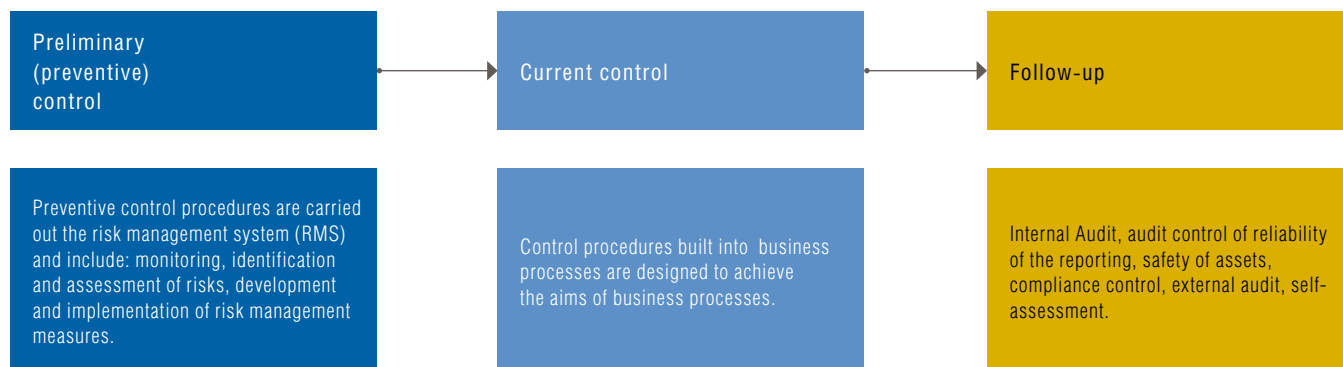 Preliminary
(preventive)
control
Current control
Follow-up
Preventive control procedures are carried
out the risk management system (RMS)
and include: monitoring, identification
and assessment of risks, development
and implementation of risk management
measures.
Control procedures built into business
processes are designed to achieve
the aims of business processes.
Internal Audit, audit control of reliability
of the reporting, safety of assets,
compliance control, external audit, self-
assessment.